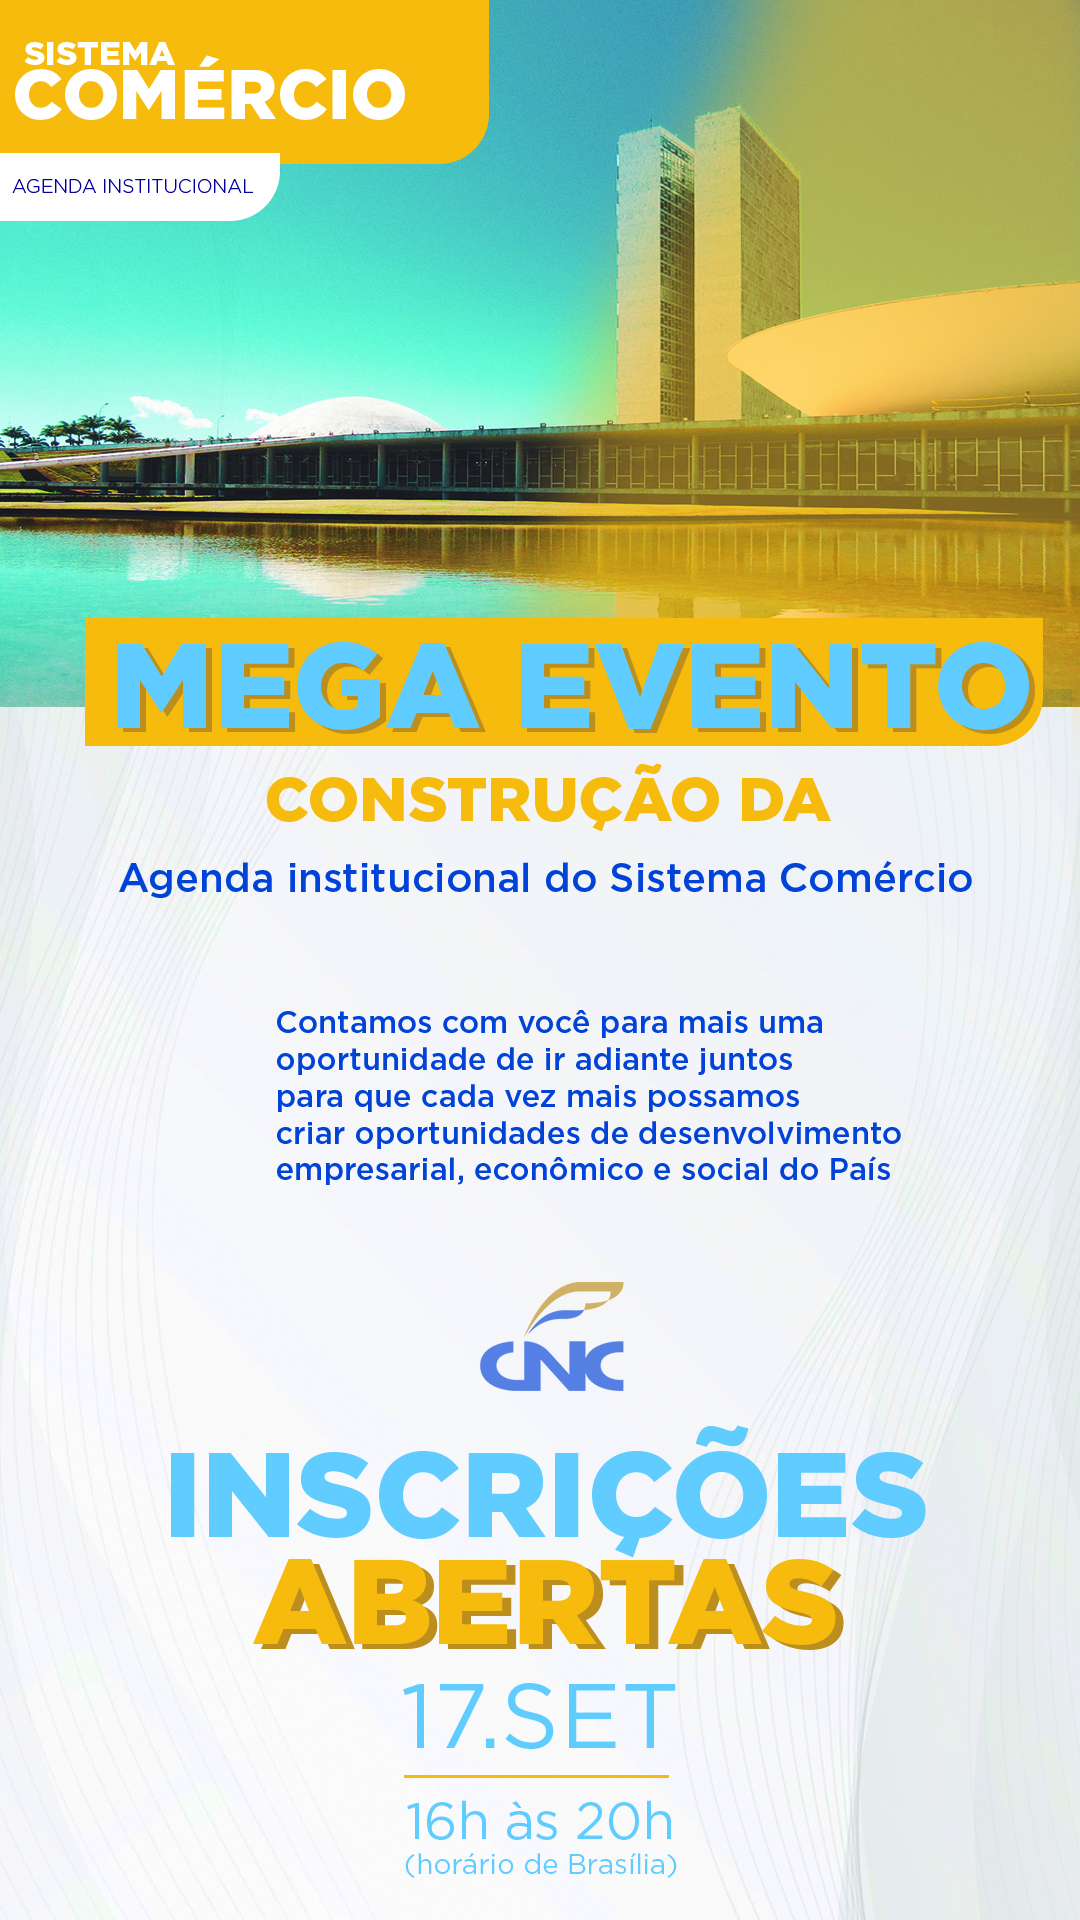 SISTEMA
COMÉRCIO
AGENDA INSTITUCIONAL
MEGA EVENTO
CONSTRUÇÃO DA
Agenda institucional do Sistema Comércio
Contamos com você para mais uma
oportunidade de ir adiante juntos
para que cada vez mais possamos
criar oportunidades de desenvolvimento
empresarial, econômico e social do País
CNC
INSCRIÇÕES
ABERTAS
17.SET
16h às 20h
(horário de Brasília)